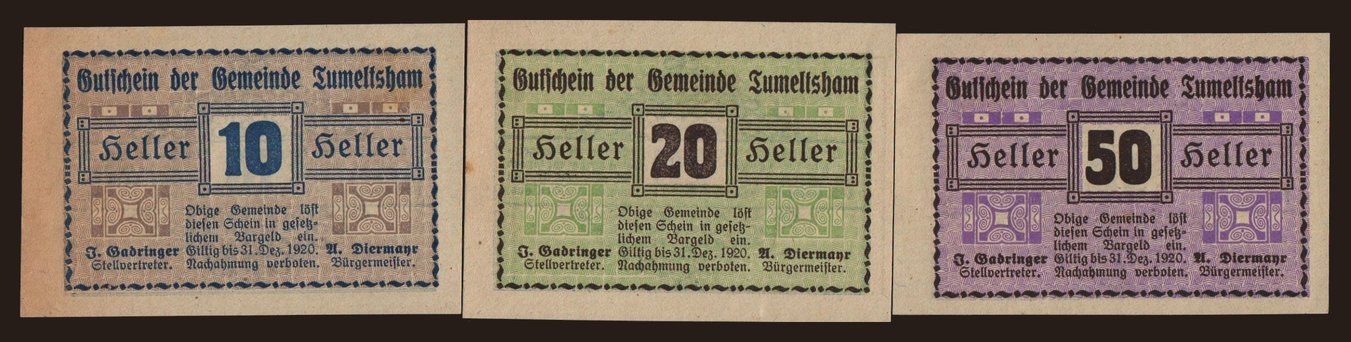 Gutschein der Gemeinde Tumeltsham
Heller 10 Heller
Obige Gemeinde löst
diesen Schein in gesetz-
lichem Bargeld ein.
J. Gadringer Giltig bis 31. Dez. 1920. A. Diermayr
Stellvertreter. Nachahmung verboten. Bürgermeister.
Gutschein der Gemeinde Tumeltsham
Heller 20 Heller
Obige Gemeinde löst
diesen Schein in gesetz-
lichem Bargeld ein.
J. Gadringer Giltig bis 31. Dez. 1920. A. Diermayr
Stellvertreter. Nachahmung verboten. Bürgermeister.
Gutschein der Gemeinde Tumeltsham
Heller 50 Heller
Obige Gemeinde löst
diesen Schein in gesetz-
lichem Bargeld ein.
J. Gadringer Giltig bis 31. Dez. 1920. A. Diermayr
Stellvertreter. Nachahmung verboten. Bürgermeister.